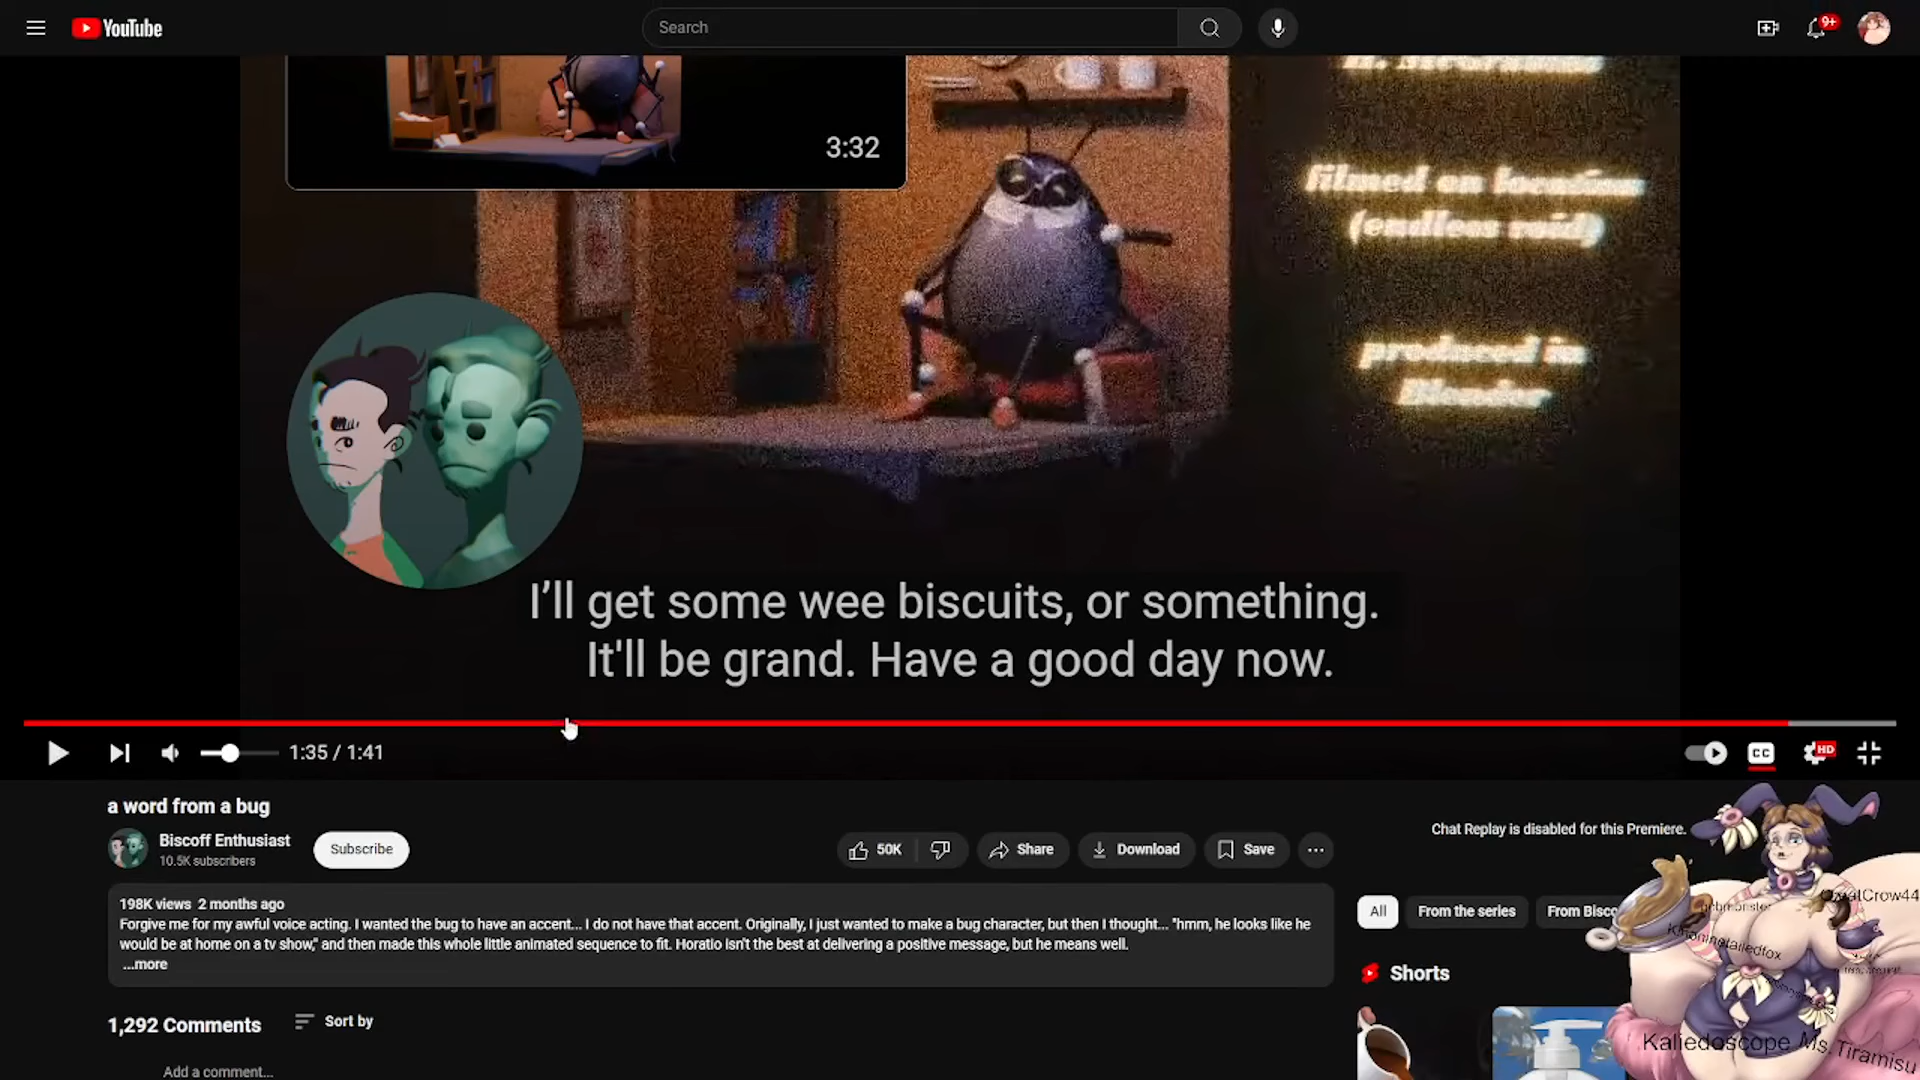 YouTube
Search
9+
3:32
filmed on location
(endless void)
produced in
Blender
I’ll get some wee biscuits, or something.
It'll be grand. Have a good day now.
1:35 / 1:41
CC
HD
a word from a bug
Biscoff Enthusiast
10.5K subscribers
Subscribe
50K
Share
Download
Save
Chat Replay is disabled for this Premiere.
198K views 2 months ago
Forgive me for my awful voice acting. I wanted the bug to have an accent... I do not have that accent. Originally, I just wanted to make a bug character, but then I thought... "hmm, he looks like he
would be at home on a tv show," and then made this whole little animated sequence to fit. Horatio isn't the best at delivering a positive message, but he means well.
...more
All
From the series
From Bisco
Shorts
1,292 Comments
Sort by
Add a comment...
Kaliedoscope Ms.Tiramisu